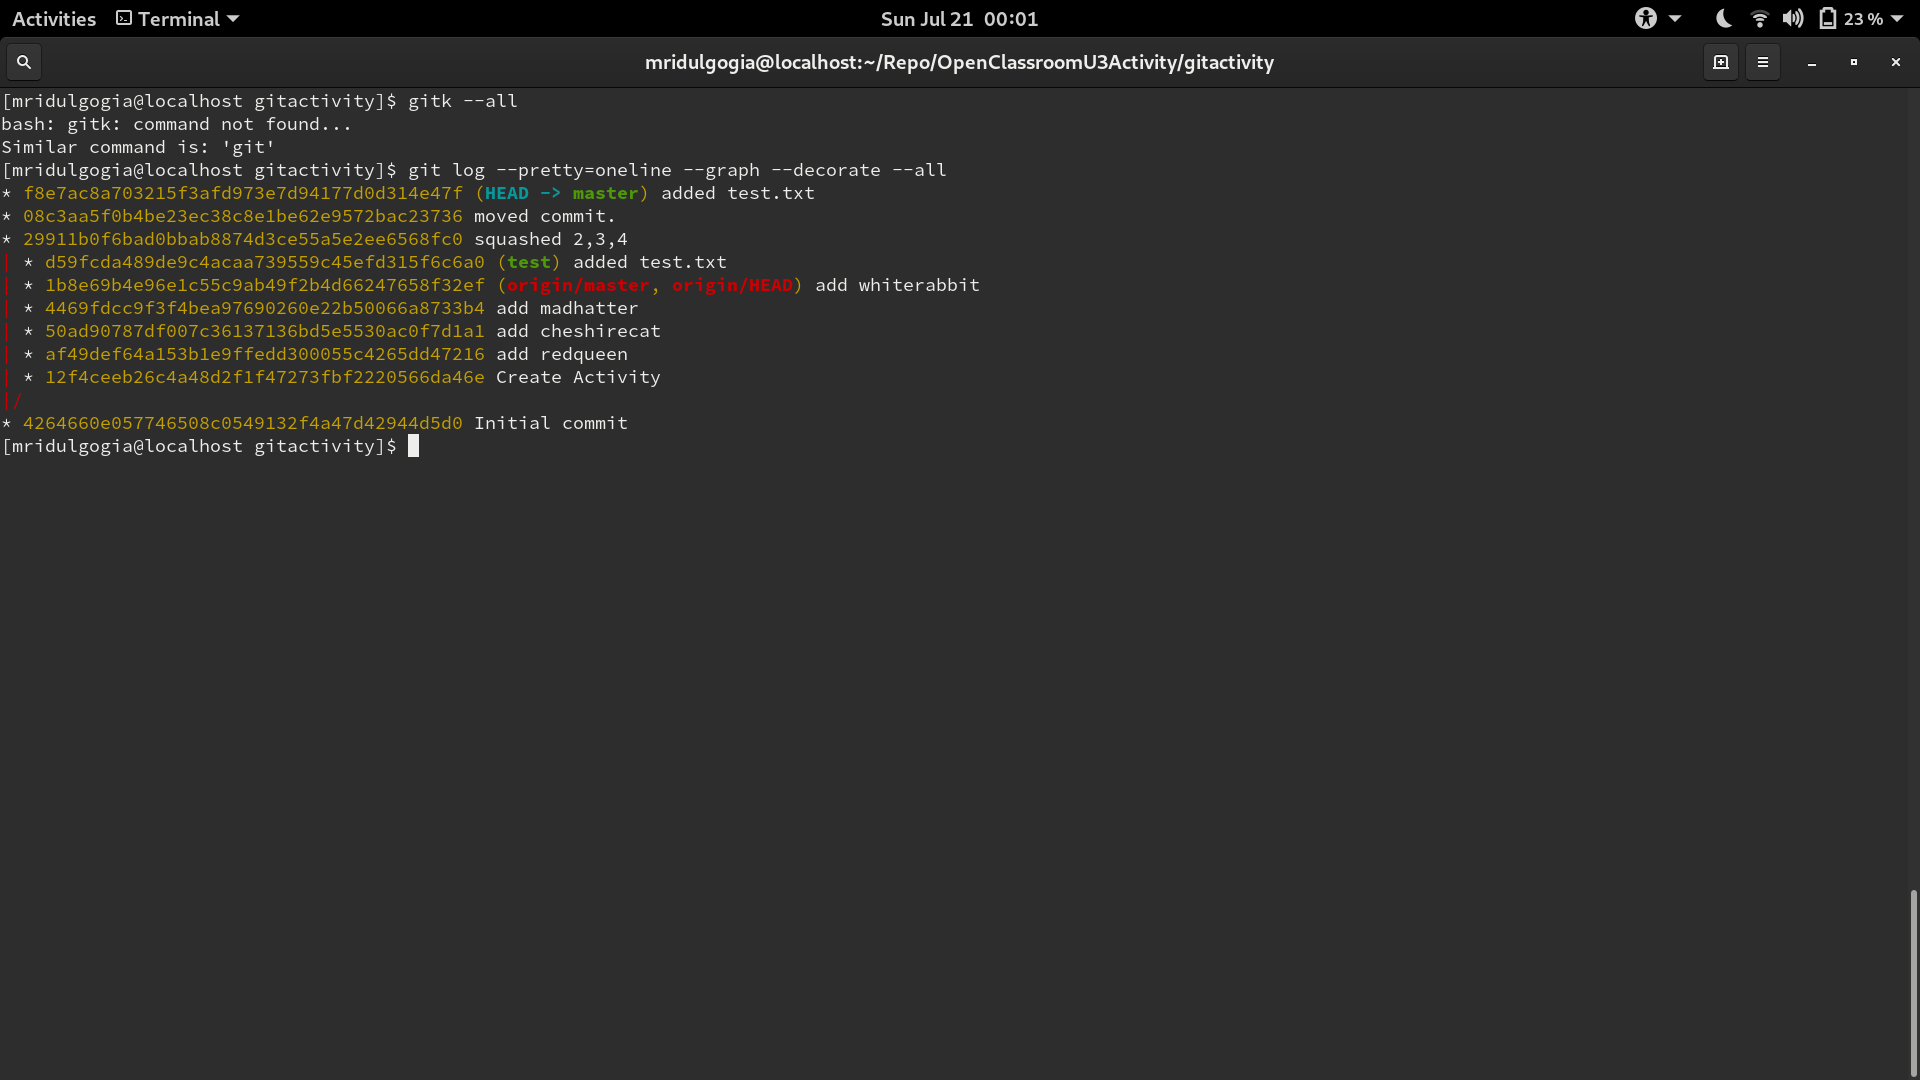 Activities Terminal Sun Jul 21 00:01 23 %
mridulgogia@localhost:~/Repo/OpenClassroomU3Activity/gitactivity
[mridulgogia@localhost gitactivity]$ gitk --all
bash: gitk: command not found...
Similar command is: 'git'
[mridulgogia@localhost gitactivity]$ git log --pretty=oneline --graph --decorate --all
* f8e7ac8a703215f3afd973e7d94177d0d314e47f (HEAD -> master) added test.txt
* 08c3aa5f0b4be23ec38c8e1be62e9572bac23736 moved commit.
* 29911b0f6bad0bbab8874d3ce55a5e2ee6568fc0 squashed 2,3,4
| * d59fcda489de9c4acaa739559c45efd315f6c6a0 (test) added test.txt
| * 1b8e69b4e96e1c55c9ab49f2b4d66247658f32ef (origin/master, origin/HEAD) add whiterabbit
| * 4469fdcc9f3f4bea97690260e22b50066a8733b4 add madhatter
| * 50ad90787df007c36137136bd5e5530ac0f7d1a1 add cheshirecat
| * af49def64a153b1e9ffedd300055c4265dd47216 add redqueen
| * 12f4ceeb26c4a48d2f1f47273fbf2220566da46e Create Activity
|/
* 4264660e057746508c0549132f4a47d42944d5d0 Initial commit
[mridulgogia@localhost gitactivity]$